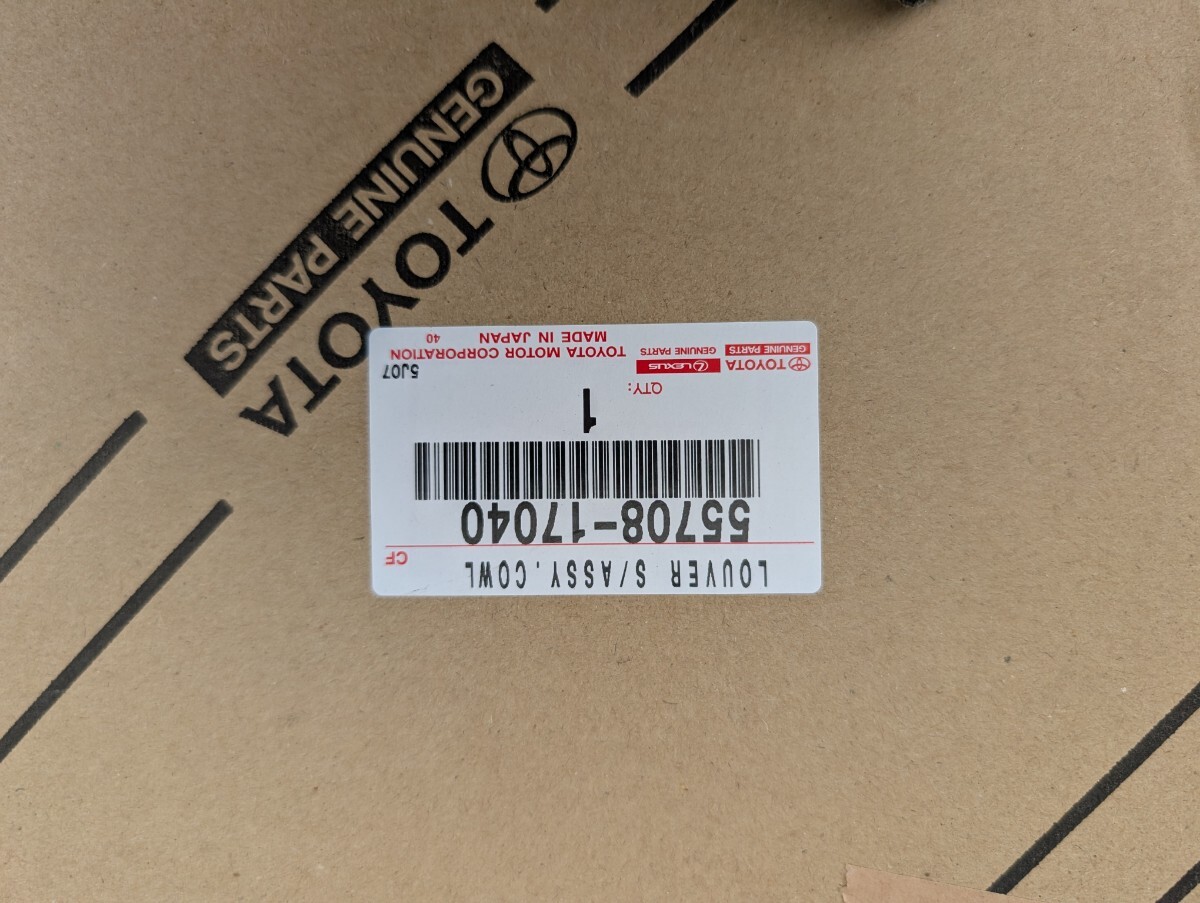 TOYOTA
GENUINE PARTS
LOUVER S/ASSY.COWL
CF
55708-17040
1
QTY:
5J07
TOYOTA GENUINE PARTS
LEXUS GENUINE PARTS
TOYOTA MOTOR CORPORATION
MADE IN JAPAN
40